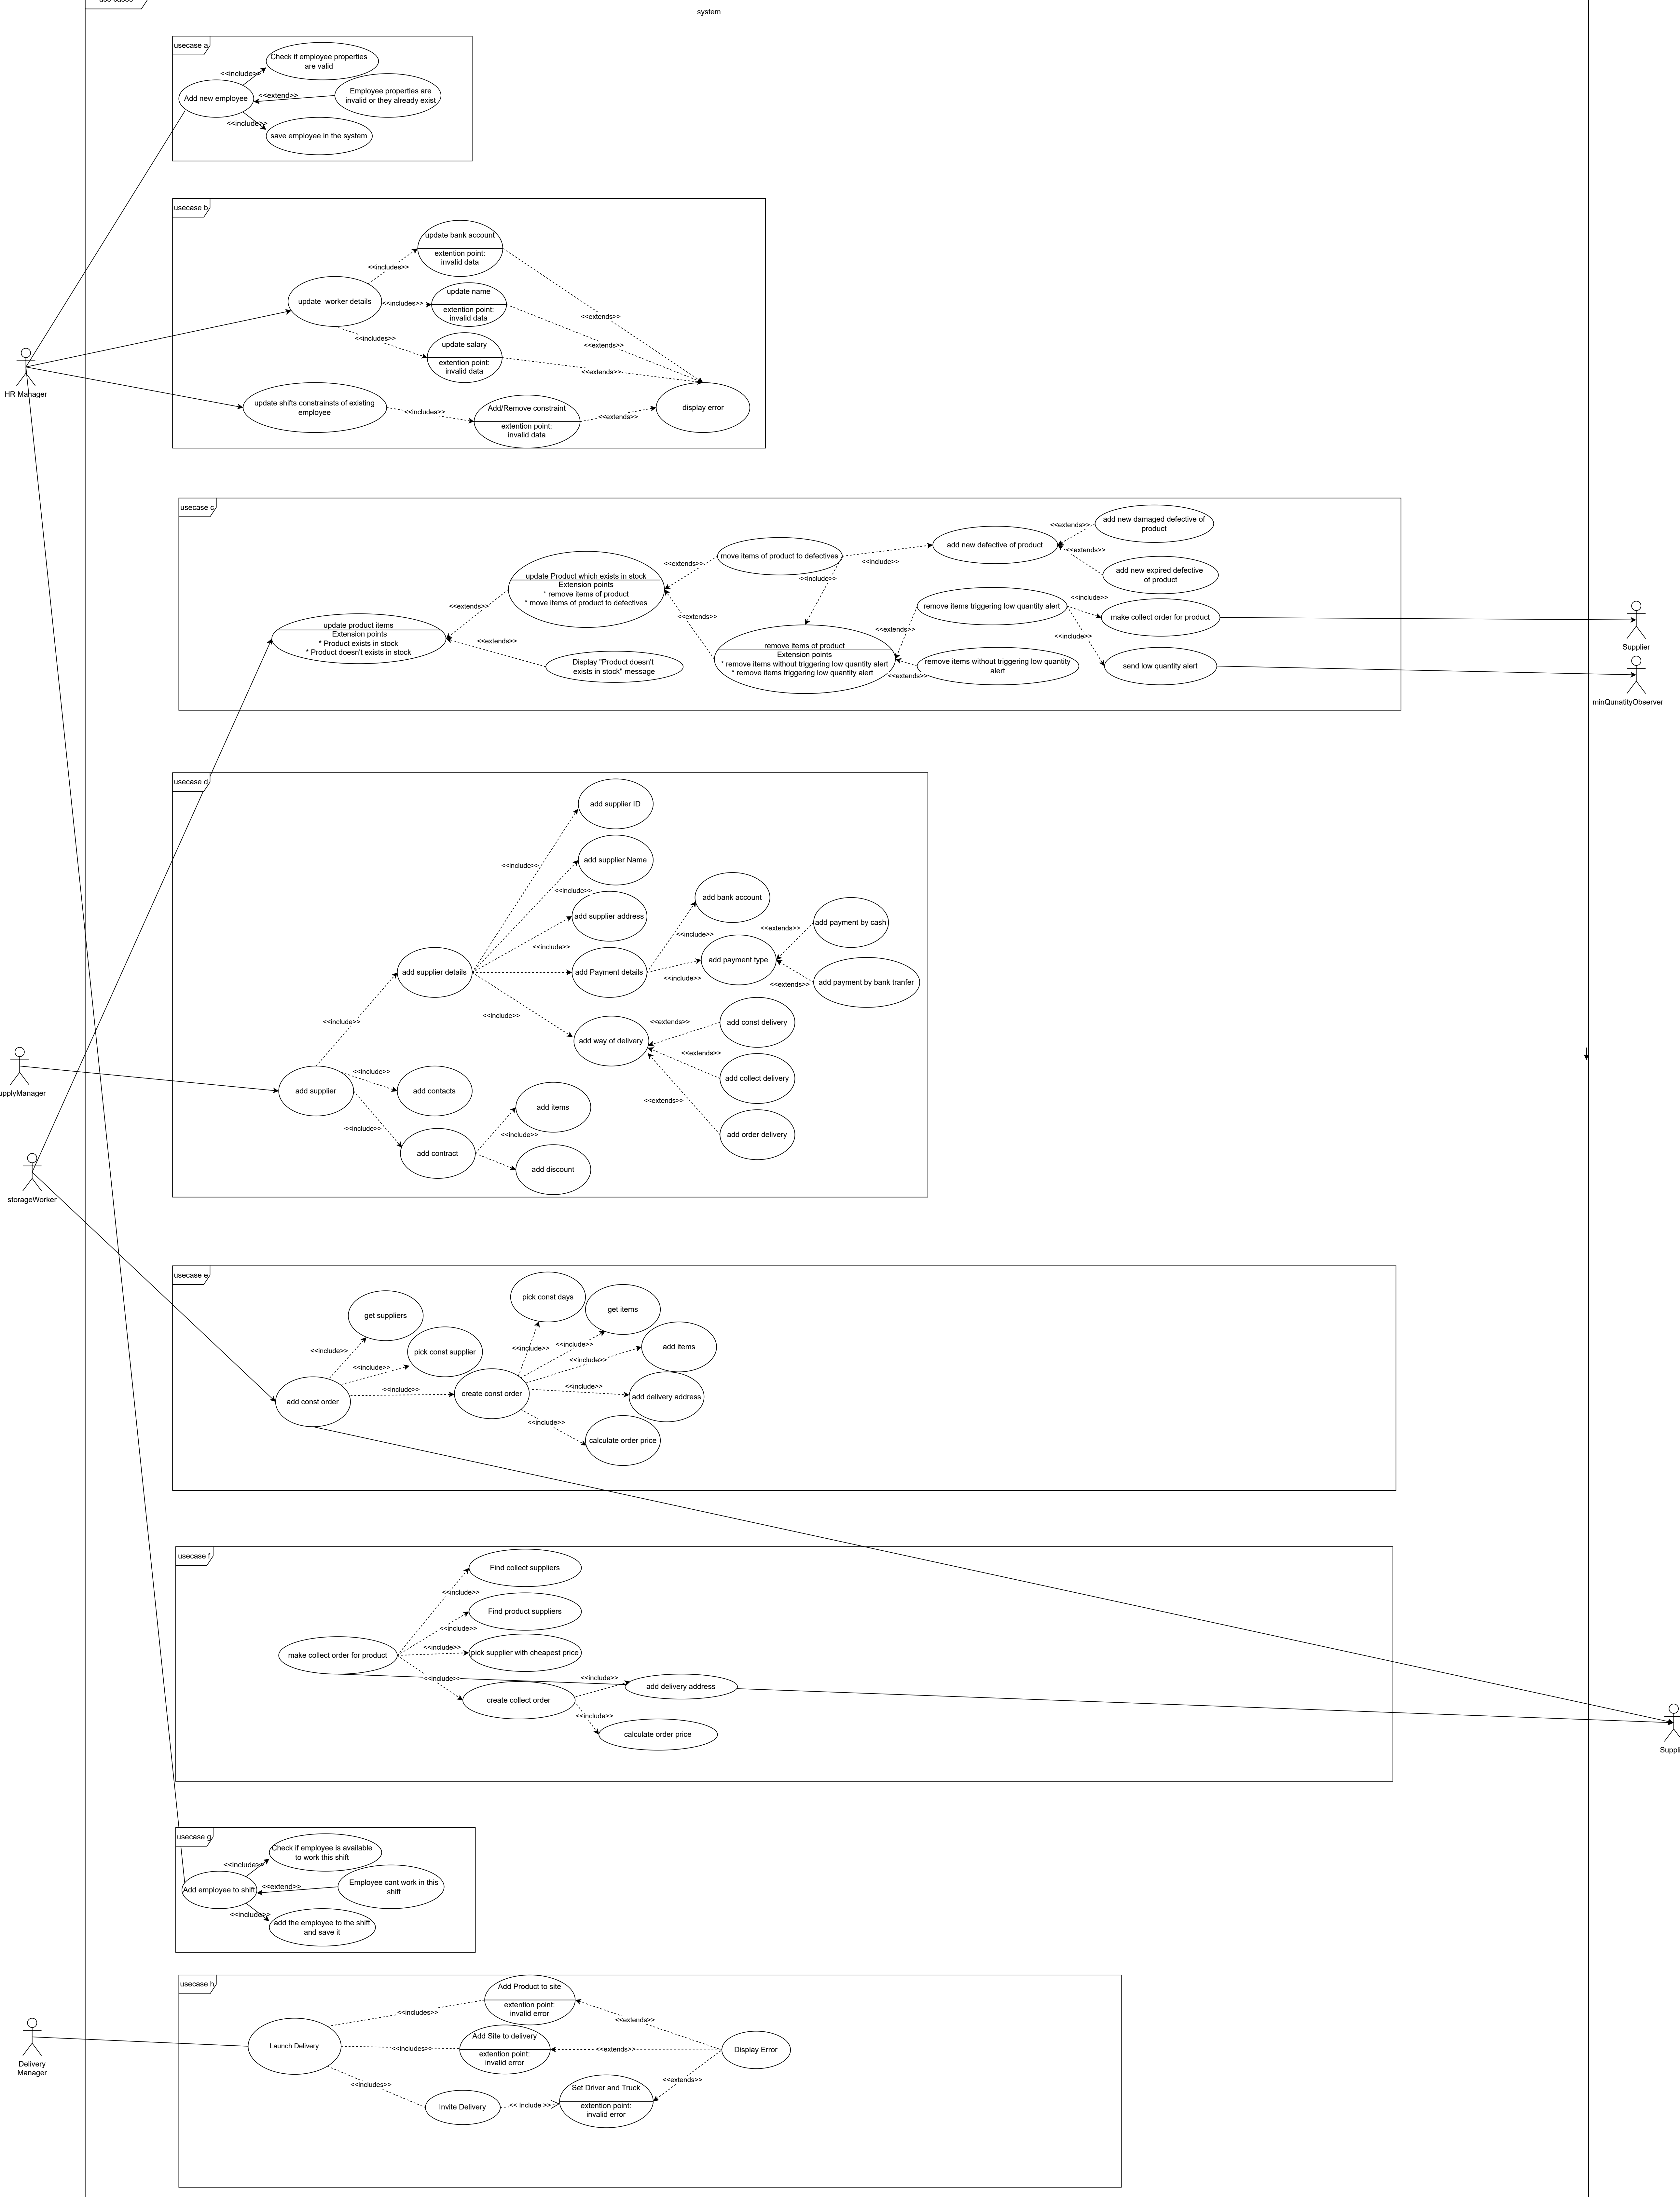 use cases
system
usecase a
Check if employee properties
are valid
<<include>>
Add new employee
<<extend>>
Employee properties are
invalid or they already exist
<<include>>
save employee in the system
usecase b
update bank account
extention point:
invalid data
<<includes>>
update worker details
<<includes>>
update name
extention point:
invalid data
<<extends>>
<<includes>>
update salary
extention point:
invalid data
<<extends>>
<<extends>>
HR Manager
update shifts constrainsts of existing
employee
<<includes>>
Add/Remove constraint
extention point:
invalid data
<<extends>>
display error
usecase c
add new damaged defective of
product
<<extends>>
add new defective of product
<<extends>>
add new expired defective
of product
move items of product to defectives
<<include>>
<<extends>>
<<include>>
update Product which exists in stock
Extension points
* remove items of product
* move items of product to defectives
<<extends>>
<<extends>>
update product items
Extension points
* Product exists in stock
* Product doesn't exists in stock
<<extends>>
Display "Product doesn't
exists in stock" message
remove items of product
Extension points
* remove items without triggering low quantity alert
* remove items triggering low quantity alert
<<extends>>
remove items triggering low quantity alert
<<include>>
make collect order for product
<<include>>
remove items without triggering low quantity
alert
<<extends>>
send low quantity alert
Supplier
minQunatityObserver
usecase d
add supplier ID
<<include>>
add supplier Name
<<include>>
add supplier address
<<include>>
add bank account
<<include>>
add payment by cash
<<extends>>
add supplier details
add Payment details
add payment type
<<include>>
<<extends>>
add payment by bank tranfer
<<include>>
<<include>>
add way of delivery
<<extends>>
add const delivery
<<extends>>
add collect delivery
<<extends>>
add order delivery
upplyManager
add supplier
<<include>>
add contacts
<<include>>
add items
<<include>>
add contract
add discount
storageWorker
usecase e
get suppliers
<<include>>
pick const supplier
<<include>>
pick const days
get items
<<include>>
<<include>>
add items
<<include>>
add const order
<<include>>
create const order
<<include>>
add delivery address
<<include>>
calculate order price
usecase f
Find collect suppliers
<<include>>
Find product suppliers
<<include>>
make collect order for product
<<include>>
pick supplier with cheapest price
<<include>>
create collect order
<<include>>
add delivery address
<<include>>
calculate order price
Suppli
usecase g
Check if employee is available
to work this shift
<<include>>
Add employee to shift
<<extend>>
Employee cant work in this
shift
<<include>>
add the employee to the shift
and save it
usecase h
Add Product to site
extention point:
invalid error
<<includes>>
<<extends>>
Launch Delivery
<<includes>>
Add Site to delivery
extention point:
invalid error
<<extends>>
Display Error
Delivery
Manager
<<includes>>
<<extends>>
Invite Delivery
<< Include >>
Set Driver and Truck
extention point:
invalid error